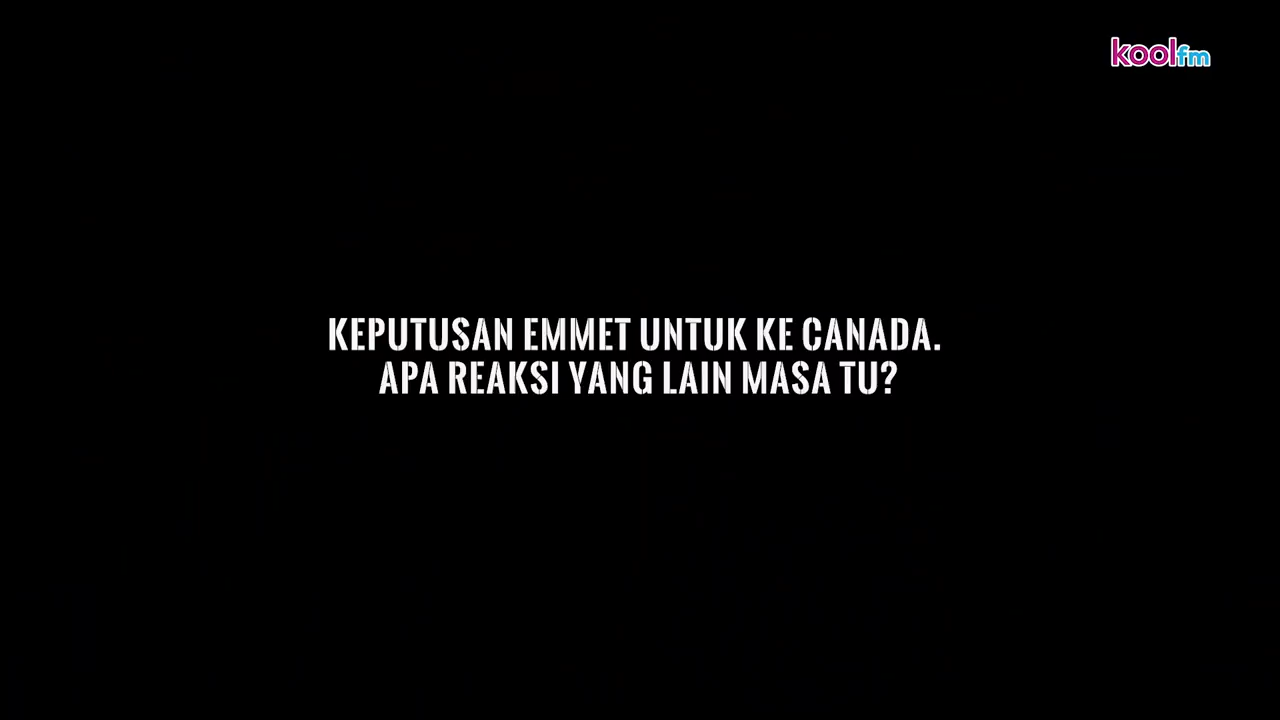 koolfm
KEPUTUSAN EMMET UNTUK KE CANADA.
APA REAKSI YANG LAIN MASA TU?